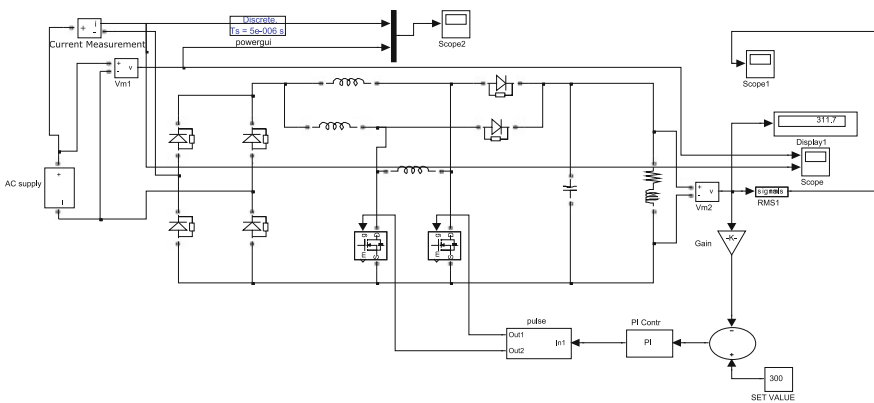 Discrete,
Ts = 5e-006 s
powergui
i
+
-
Current Measurement
Scope2
+
-
v
Vm1
Scope1
311.7
Display1
AC supply
+
Scope
+
-
v
Vm2
RMS1
g
D
E
S
g
D
E
S
-K-
Gain
pulse
PI Contr
Out1
Out2
In1
PI
-
+
300
SET VALUE